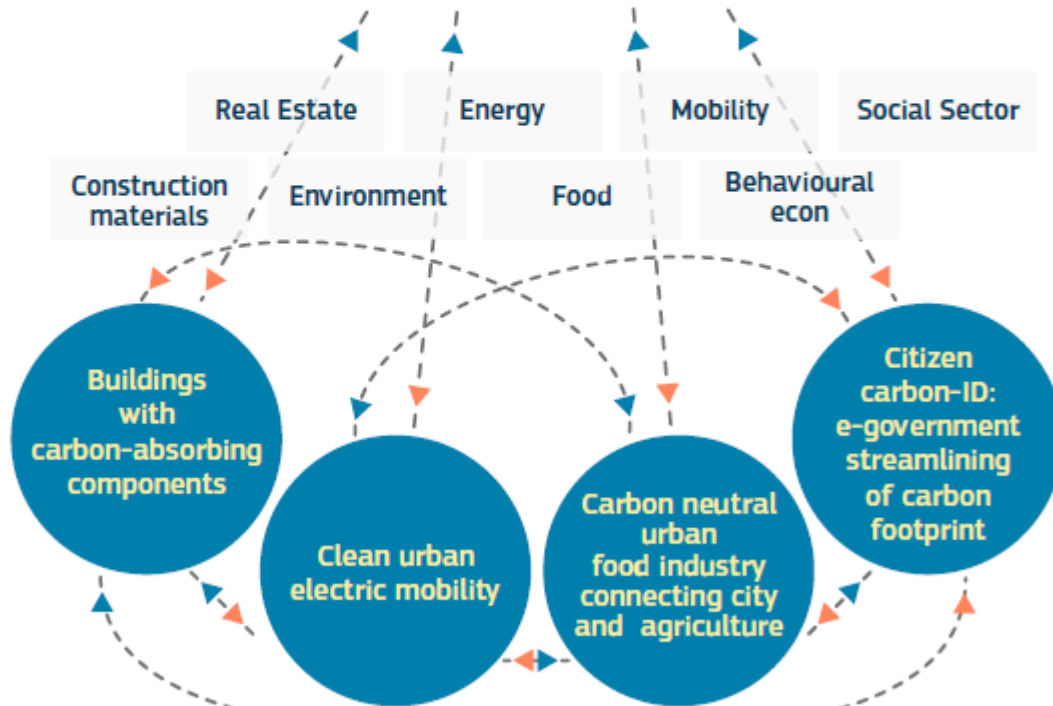 Real Estate
Energy
Mobility
Social Sector
Construction
materials
Environment
Food
Behavioural
econ
Buildings
with
carbon-absorbing
components
Clean urban
electric mobility
Carbon neutral
urban
food industry
connecting city
and agriculture
Citizen
carbon-ID:
e-government
streamlining
of carbon
footprint